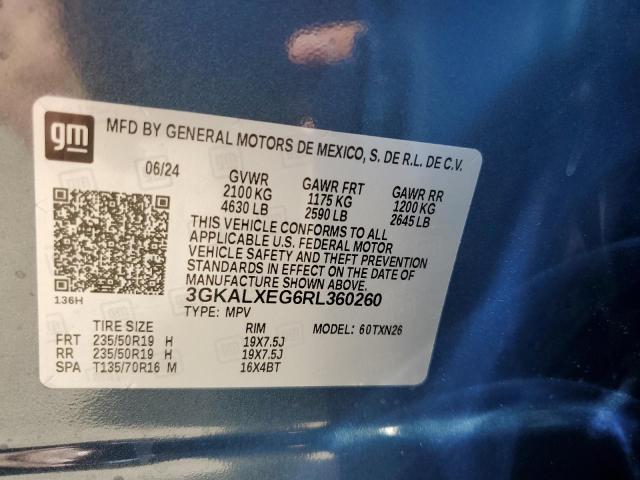 gm MFD BY GENERAL MOTORS DE MEXICO, S. DE R.L. DE C.V.
06/24 GVWR GAWR FRT GAWR RR
2100 KG 1175 KG 1200 KG
4630 LB 2590 LB 2645 LB
THIS VEHICLE CONFORMS TO ALL
APPLICABLE U.S. FEDERAL MOTOR
VEHICLE SAFETY AND THEFT PREVENTION
STANDARDS IN EFFECT ON THE DATE OF
MANUFACTURE SHOWN ABOVE.
136H 3GKALXEG6RL360260
TYPE: MPV MODEL: 60TXN26
TIRE SIZE RIM
FRT 235/50R19 H 19X7.5J
RR 235/50R19 H 19X7.5J
SPA T135/70R16 M 16X4BT